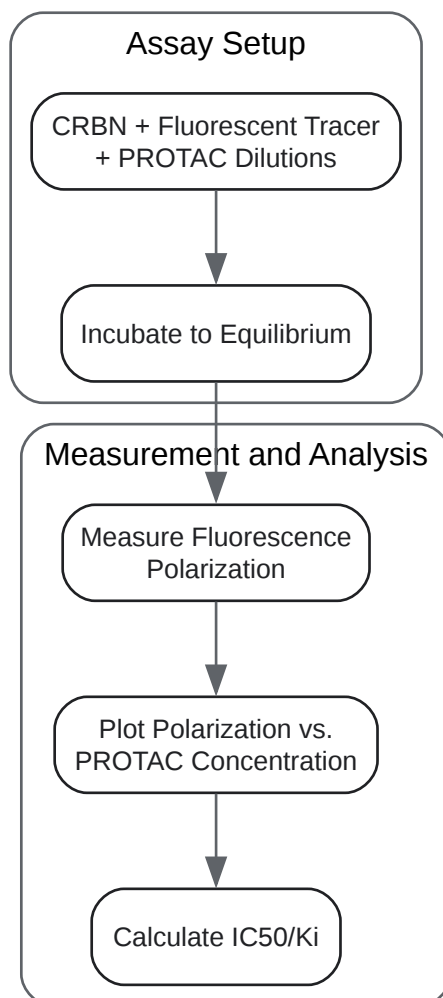 Assay Setup
CRBN + Fluorescent Tracer
+ PROTAC Dilutions
Incubate to Equilibrium
Measurement and Analysis
Measure Fluorescence
Polarization
Plot Polarization vs.
PROTAC Concentration
Calculate IC50/Ki